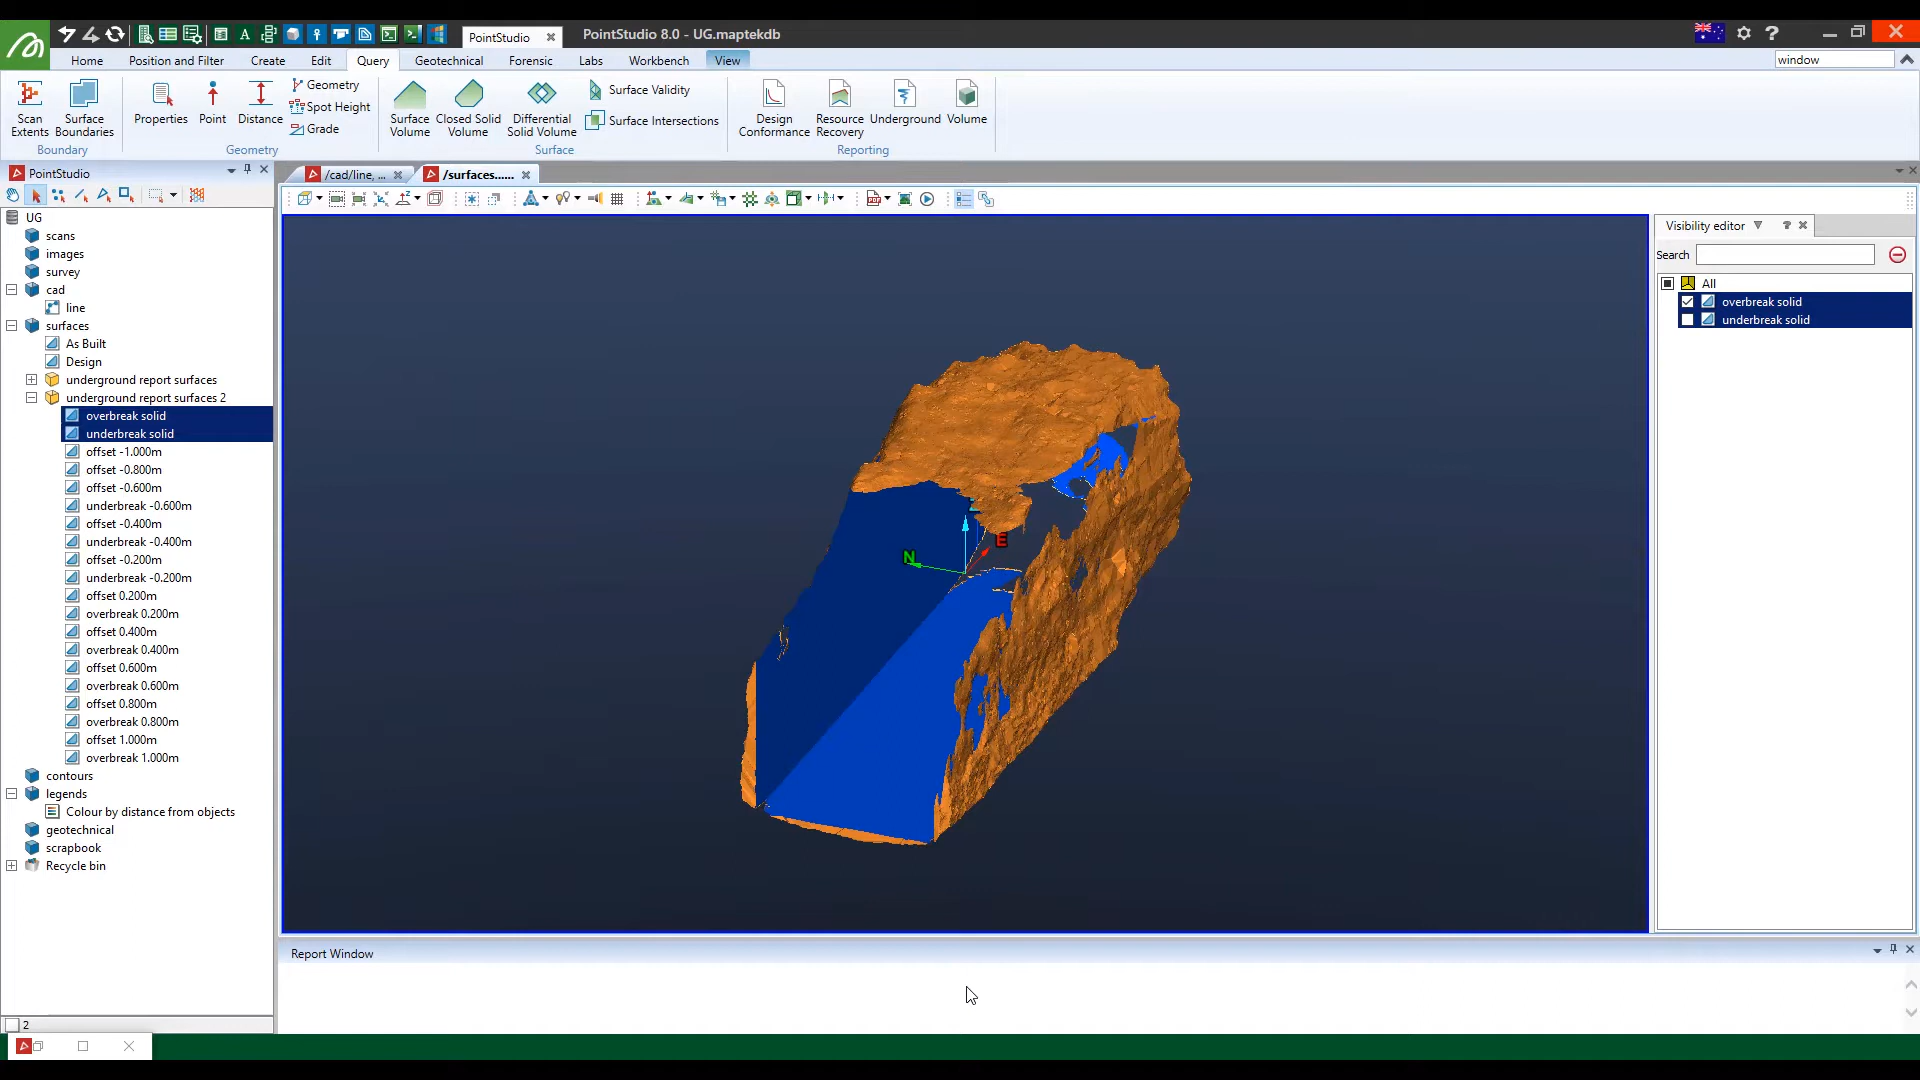 PointStudio
PointStudio 8.0 - UG.maptekdb
Home
Position and Filter
Create
Edit
Query
Geotechnical
Forensic
Labs
Workbench
View
window
Scan Extents
Surface Boundaries
Boundary
Properties
Point
Distance
Geometry
Spot Height
Grade
Geometry
Surface Volume
Closed Solid Volume
Differential Solid Volume
Surface Validity
Surface Intersections
Surface
Design Conformance
Resource Recovery
Underground
Volume
Reporting
PointStudio
/cad/line, ...
/surfaces......
UG
scans
images
survey
cad
line
surfaces
As Built
Design
underground report surfaces
underground report surfaces 2
overbreak solid
underbreak solid
offset -1.000m
offset -0.800m
offset -0.600m
underbreak -0.600m
offset -0.400m
underbreak -0.400m
offset -0.200m
underbreak -0.200m
offset 0.200m
overbreak 0.200m
offset 0.400m
overbreak 0.400m
offset 0.600m
overbreak 0.600m
offset 0.800m
overbreak 0.800m
offset 1.000m
overbreak 1.000m
contours
legends
Colour by distance from objects
geotechnical
scrapbook
Recycle bin
2
N
E
Visibility editor
Search
All
overbreak solid
underbreak solid
Report Window